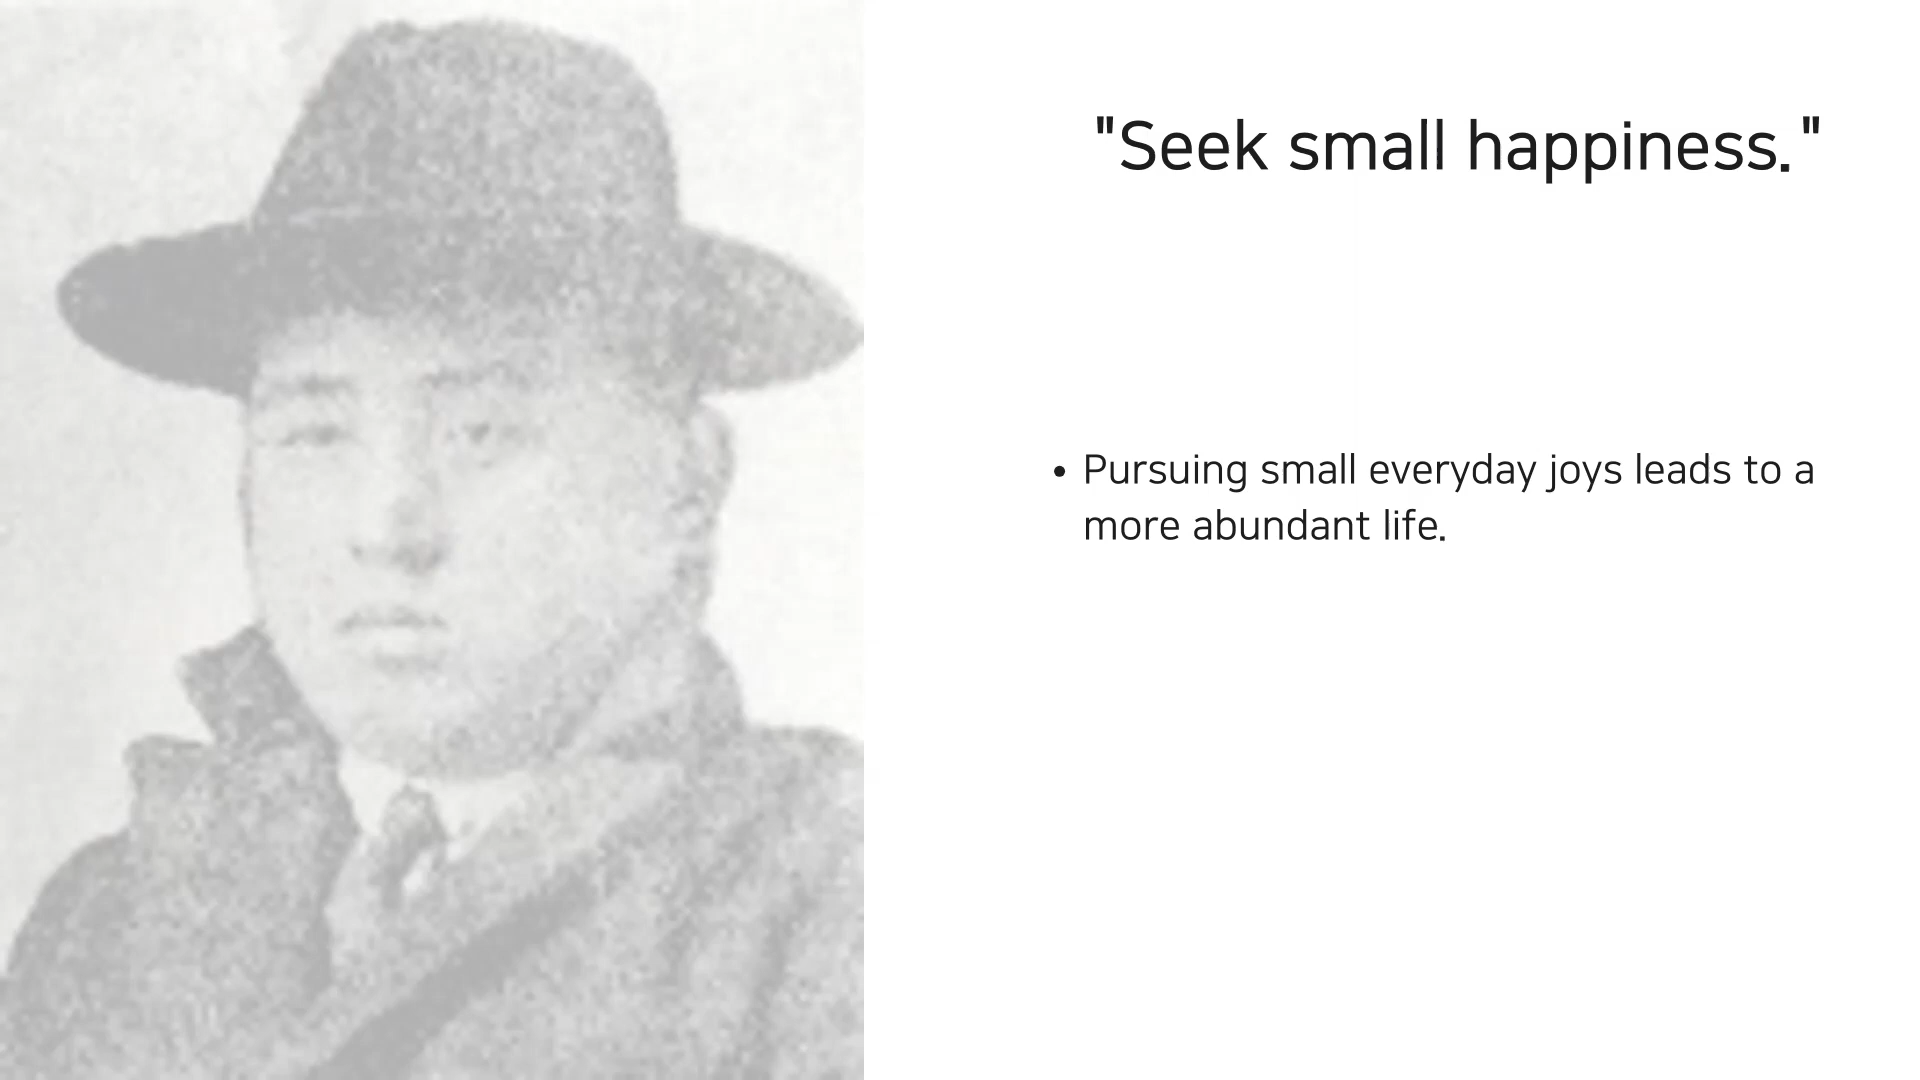 "Seek small happiness."
• Pursuing small everyday joys leads to a
more abundant life.